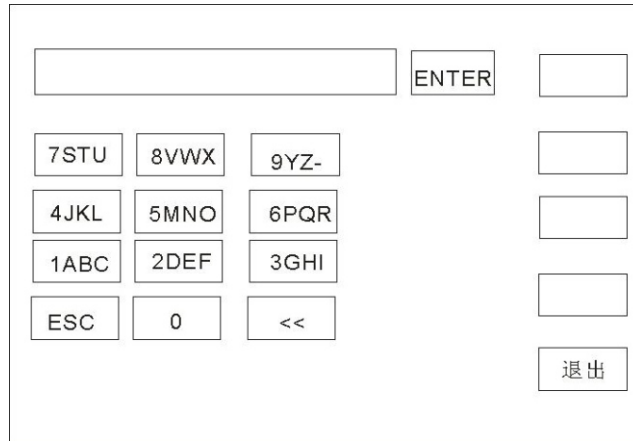 ENTER
7STU 8VWX 9YZ-
4JKL 5MNO 6PQR
1ABC 2DEF 3GHI
ESC 0 <<
退出